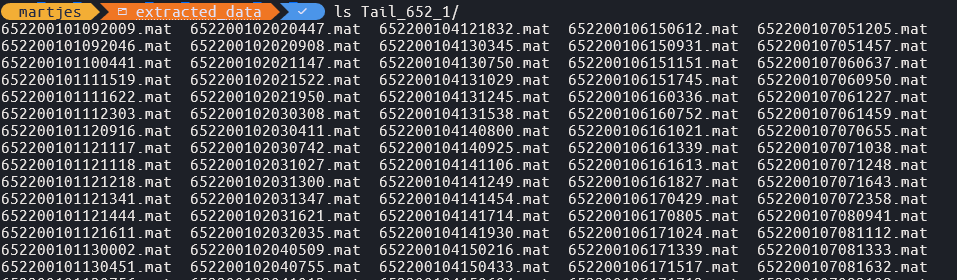 martjes extracted_data ls Tail_652_1/
652200101092009.mat 652200102020447.mat 652200104121832.mat 652200106150612.mat 652200107051205.mat
652200101092046.mat 652200102020908.mat 652200104130345.mat 652200106150931.mat 652200107051457.mat
652200101100441.mat 652200102021147.mat 652200104130750.mat 652200106151151.mat 652200107060637.mat
652200101111519.mat 652200102021522.mat 652200104131029.mat 652200106151745.mat 652200107060950.mat
652200101111622.mat 652200102021950.mat 652200104131245.mat 652200106160336.mat 652200107061227.mat
652200101112303.mat 652200102030308.mat 652200104131538.mat 652200106160752.mat 652200107061459.mat
652200101120916.mat 652200102030411.mat 652200104140800.mat 652200106161021.mat 652200107070655.mat
652200101121117.mat 652200102030742.mat 652200104140925.mat 652200106161339.mat 652200107071038.mat
652200101121118.mat 652200102031027.mat 652200104141106.mat 652200106161613.mat 652200107071248.mat
652200101121218.mat 652200102031300.mat 652200104141249.mat 652200106161827.mat 652200107071643.mat
652200101121341.mat 652200102031347.mat 652200104141454.mat 652200106170429.mat 652200107072358.mat
652200101121444.mat 652200102031621.mat 652200104141714.mat 652200106170805.mat 652200107080941.mat
652200101121611.mat 652200102032035.mat 652200104141930.mat 652200106171024.mat 652200107081112.mat
652200101130002.mat 652200102040509.mat 652200104150216.mat 652200106171339.mat 652200107081333.mat
652200101130451.mat 652200102040755.mat 652200104150433.mat 652200106171517.mat 652200107081632.mat